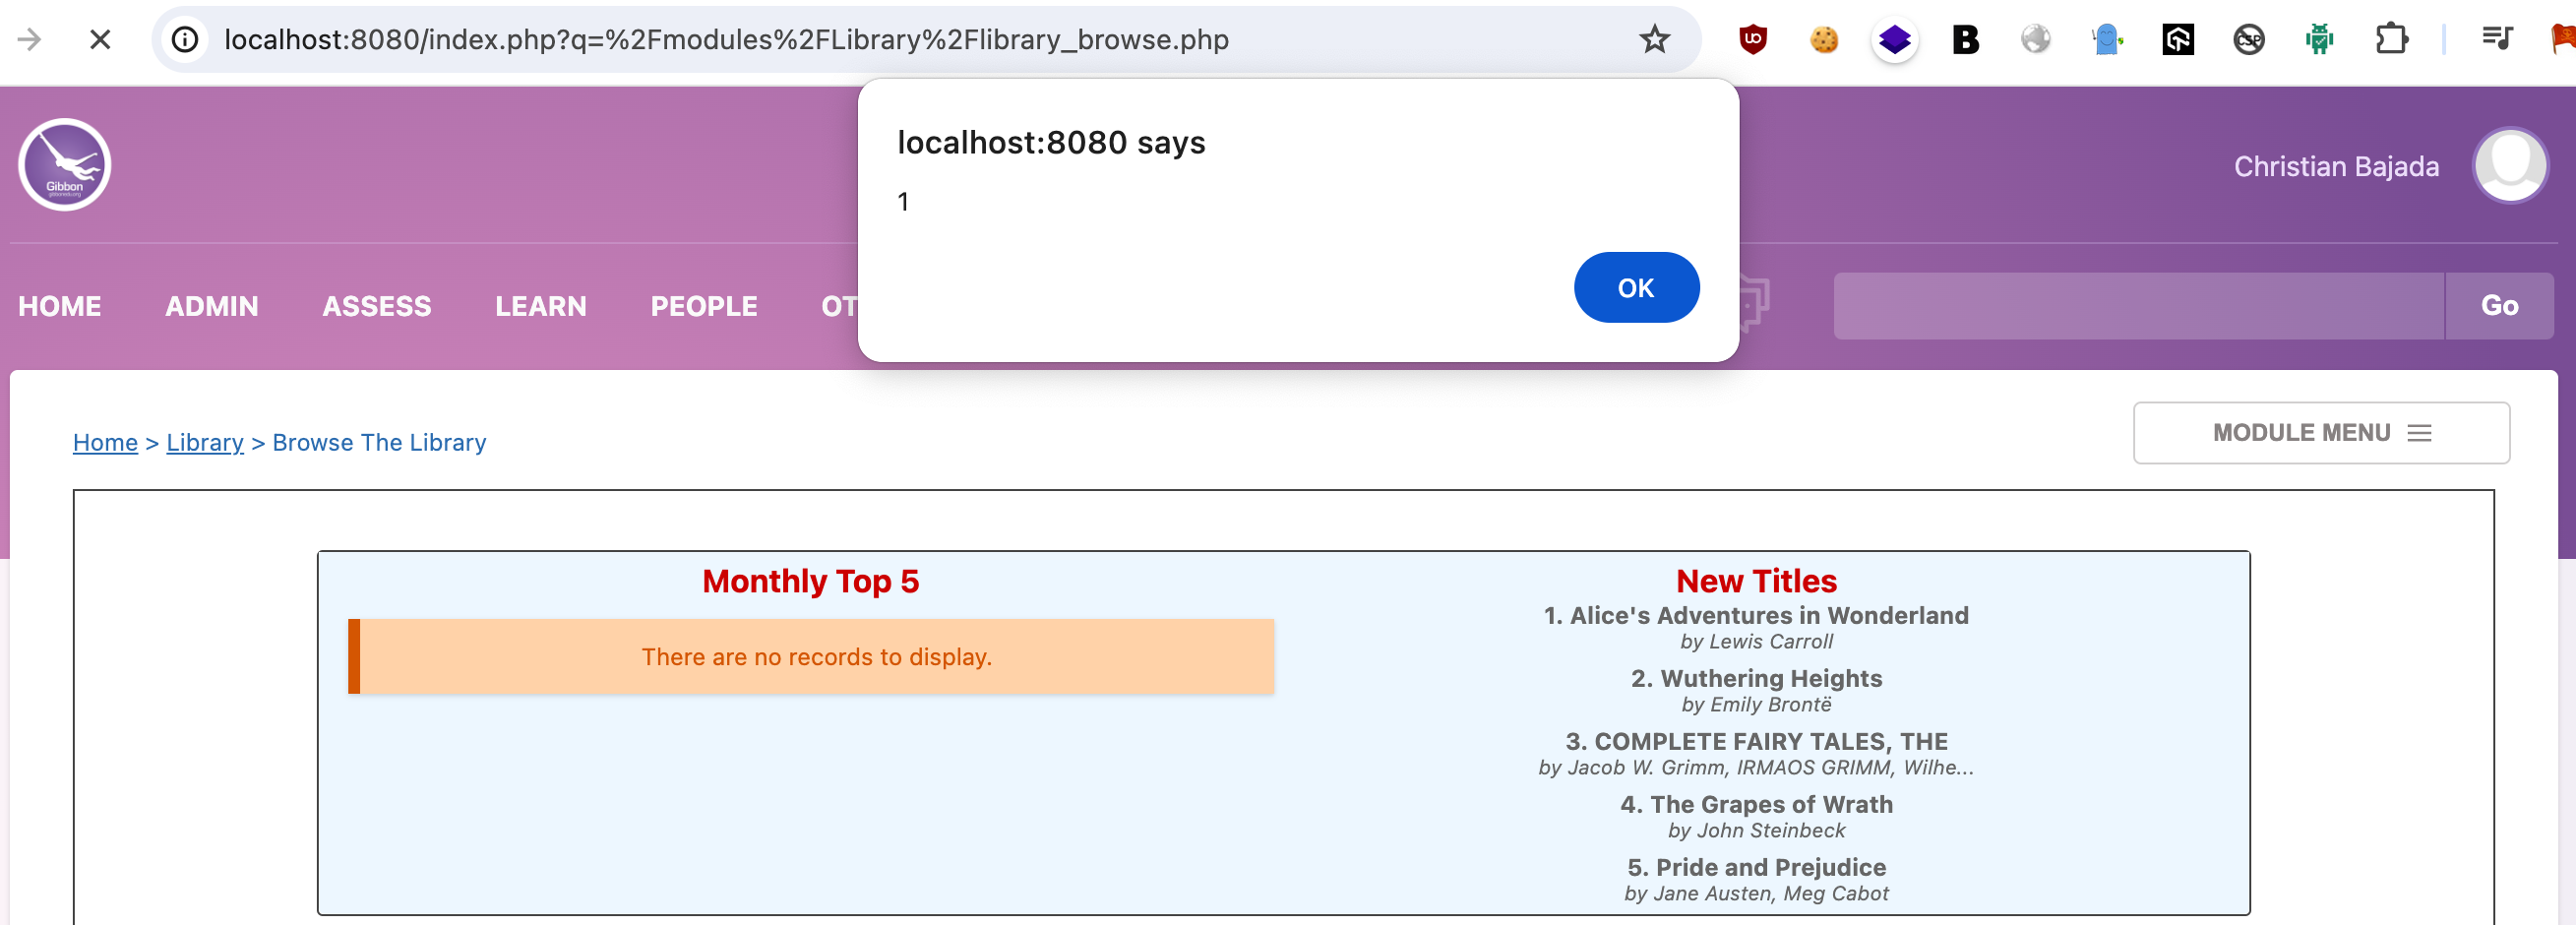 localhost:8080/index.php?q=%2Fmodules%2FLibrary%2Flibrary_browse.php
UO
B
CSP
localhost:8080 says
1
OK
Gibbon
Christian Bajada
HOME ADMIN ASSESS LEARN PEOPLE OT
Go
Home > Library > Browse The Library
MODULE MENU
Monthly Top 5
There are no records to display.
New Titles
1. Alice's Adventures in Wonderland
by Lewis Carroll
2. Wuthering Heights
by Emily Brontë
3. COMPLETE FAIRY TALES, THE
by Jacob W. Grimm, IRMAOS GRIMM, Wilhe...
4. The Grapes of Wrath
by John Steinbeck
5. Pride and Prejudice
by Jane Austen, Meg Cabot